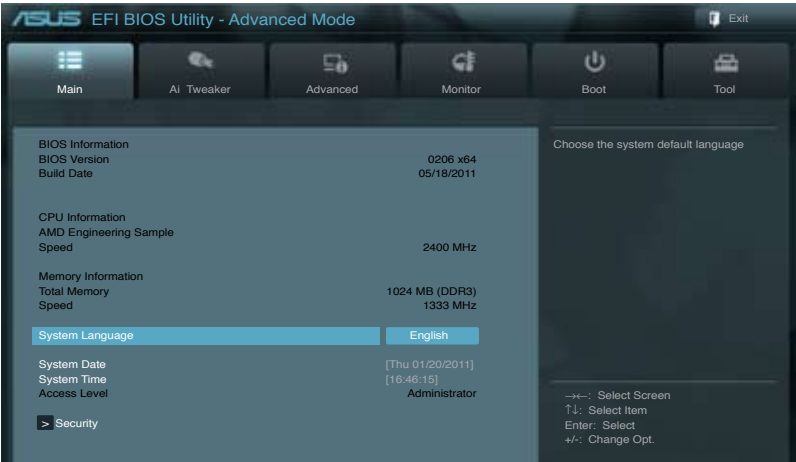 ASUS EFI BIOS Utility - Advanced Mode
Exit
Main
Ai Tweaker
Advanced
Monitor
Boot
Tool
BIOS Information
BIOS Version 0206 x64
Build Date 05/18/2011
CPU Information
AMD Engineering Sample
Speed 2400 MHz
Memory Information
Total Memory 1024 MB (DDR3)
Speed 1333 MHz
System Language English
System Date [Thu 01/20/2011]
System Time [16:46:15]
Access Level Administrator
> Security
Choose the system default language
→←: Select Screen
↑↓: Select Item
Enter: Select
+/-: Change Opt.